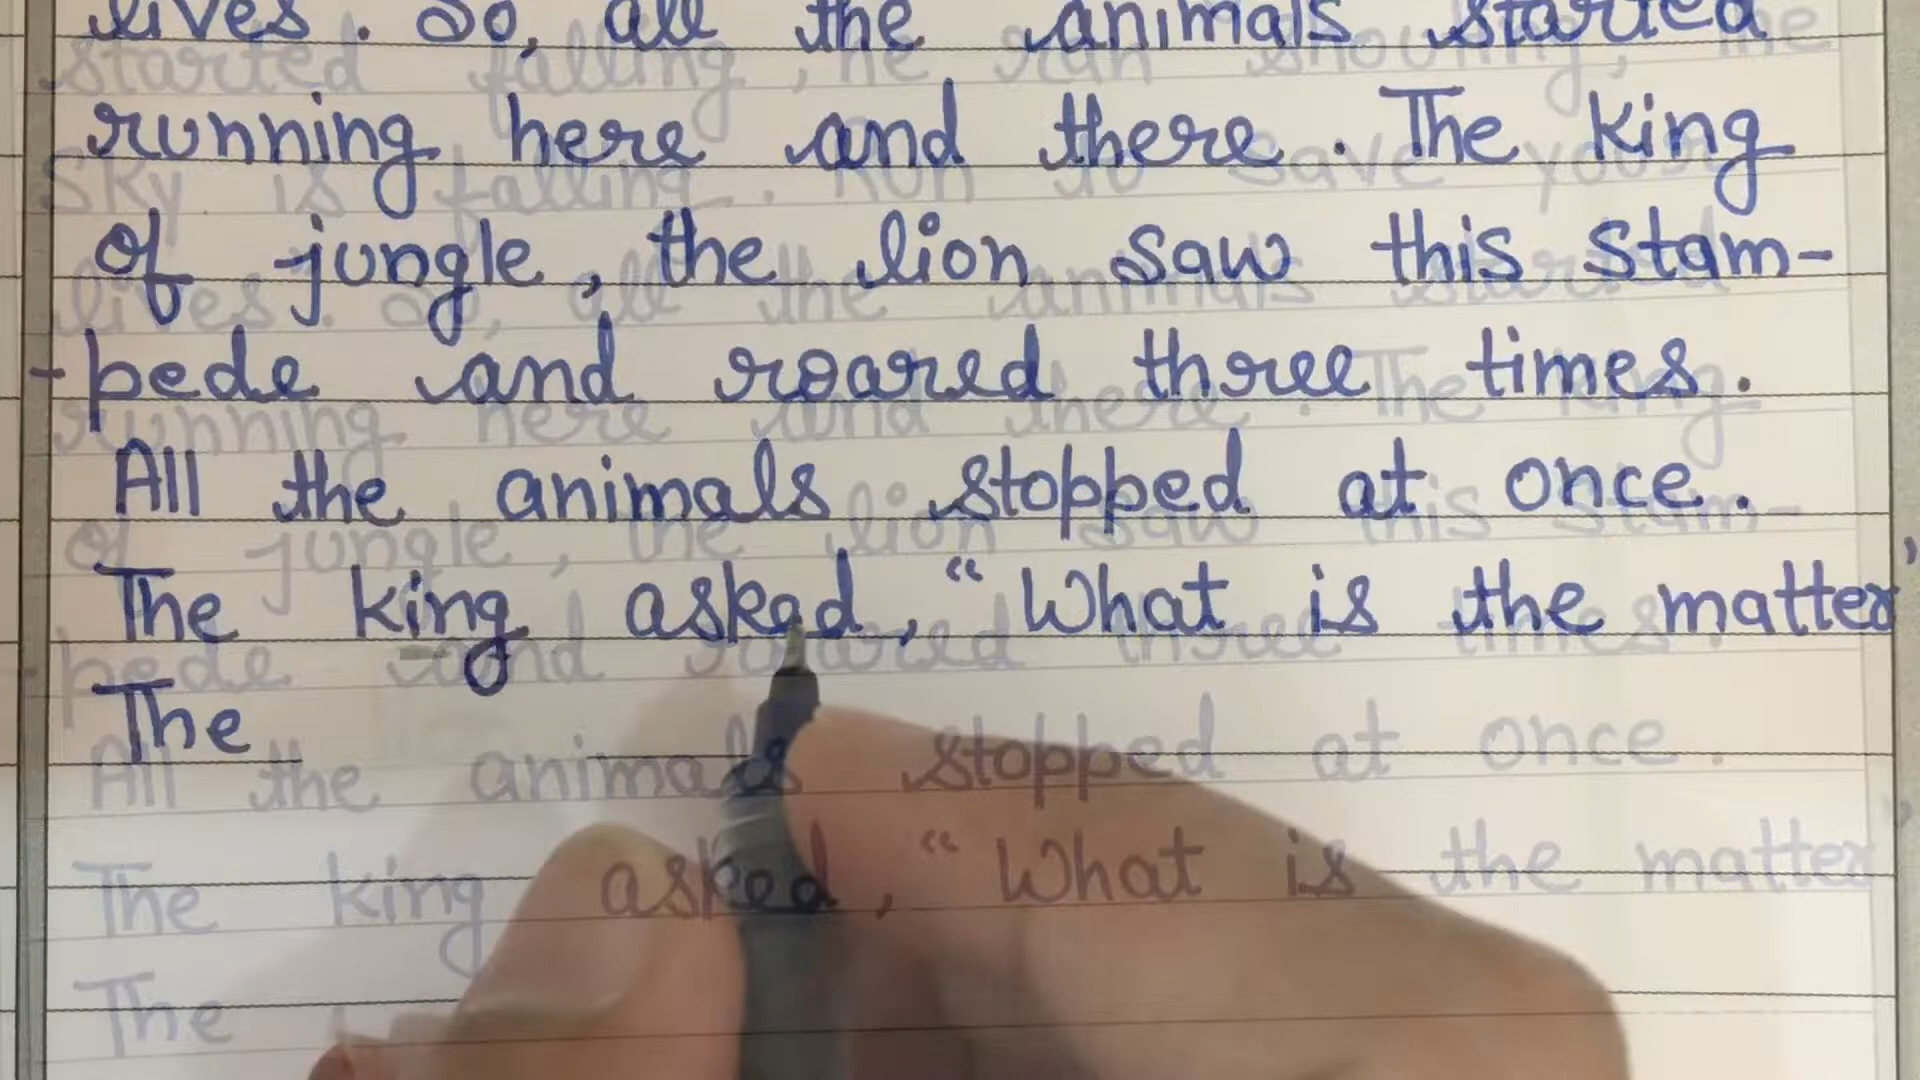 lives. So, all the animals started
running here and there. The king
of jungle, the lion saw this stam-
-pede and roared three times.
All the animals stopped at once.
The king asked, “What is the matter’
The